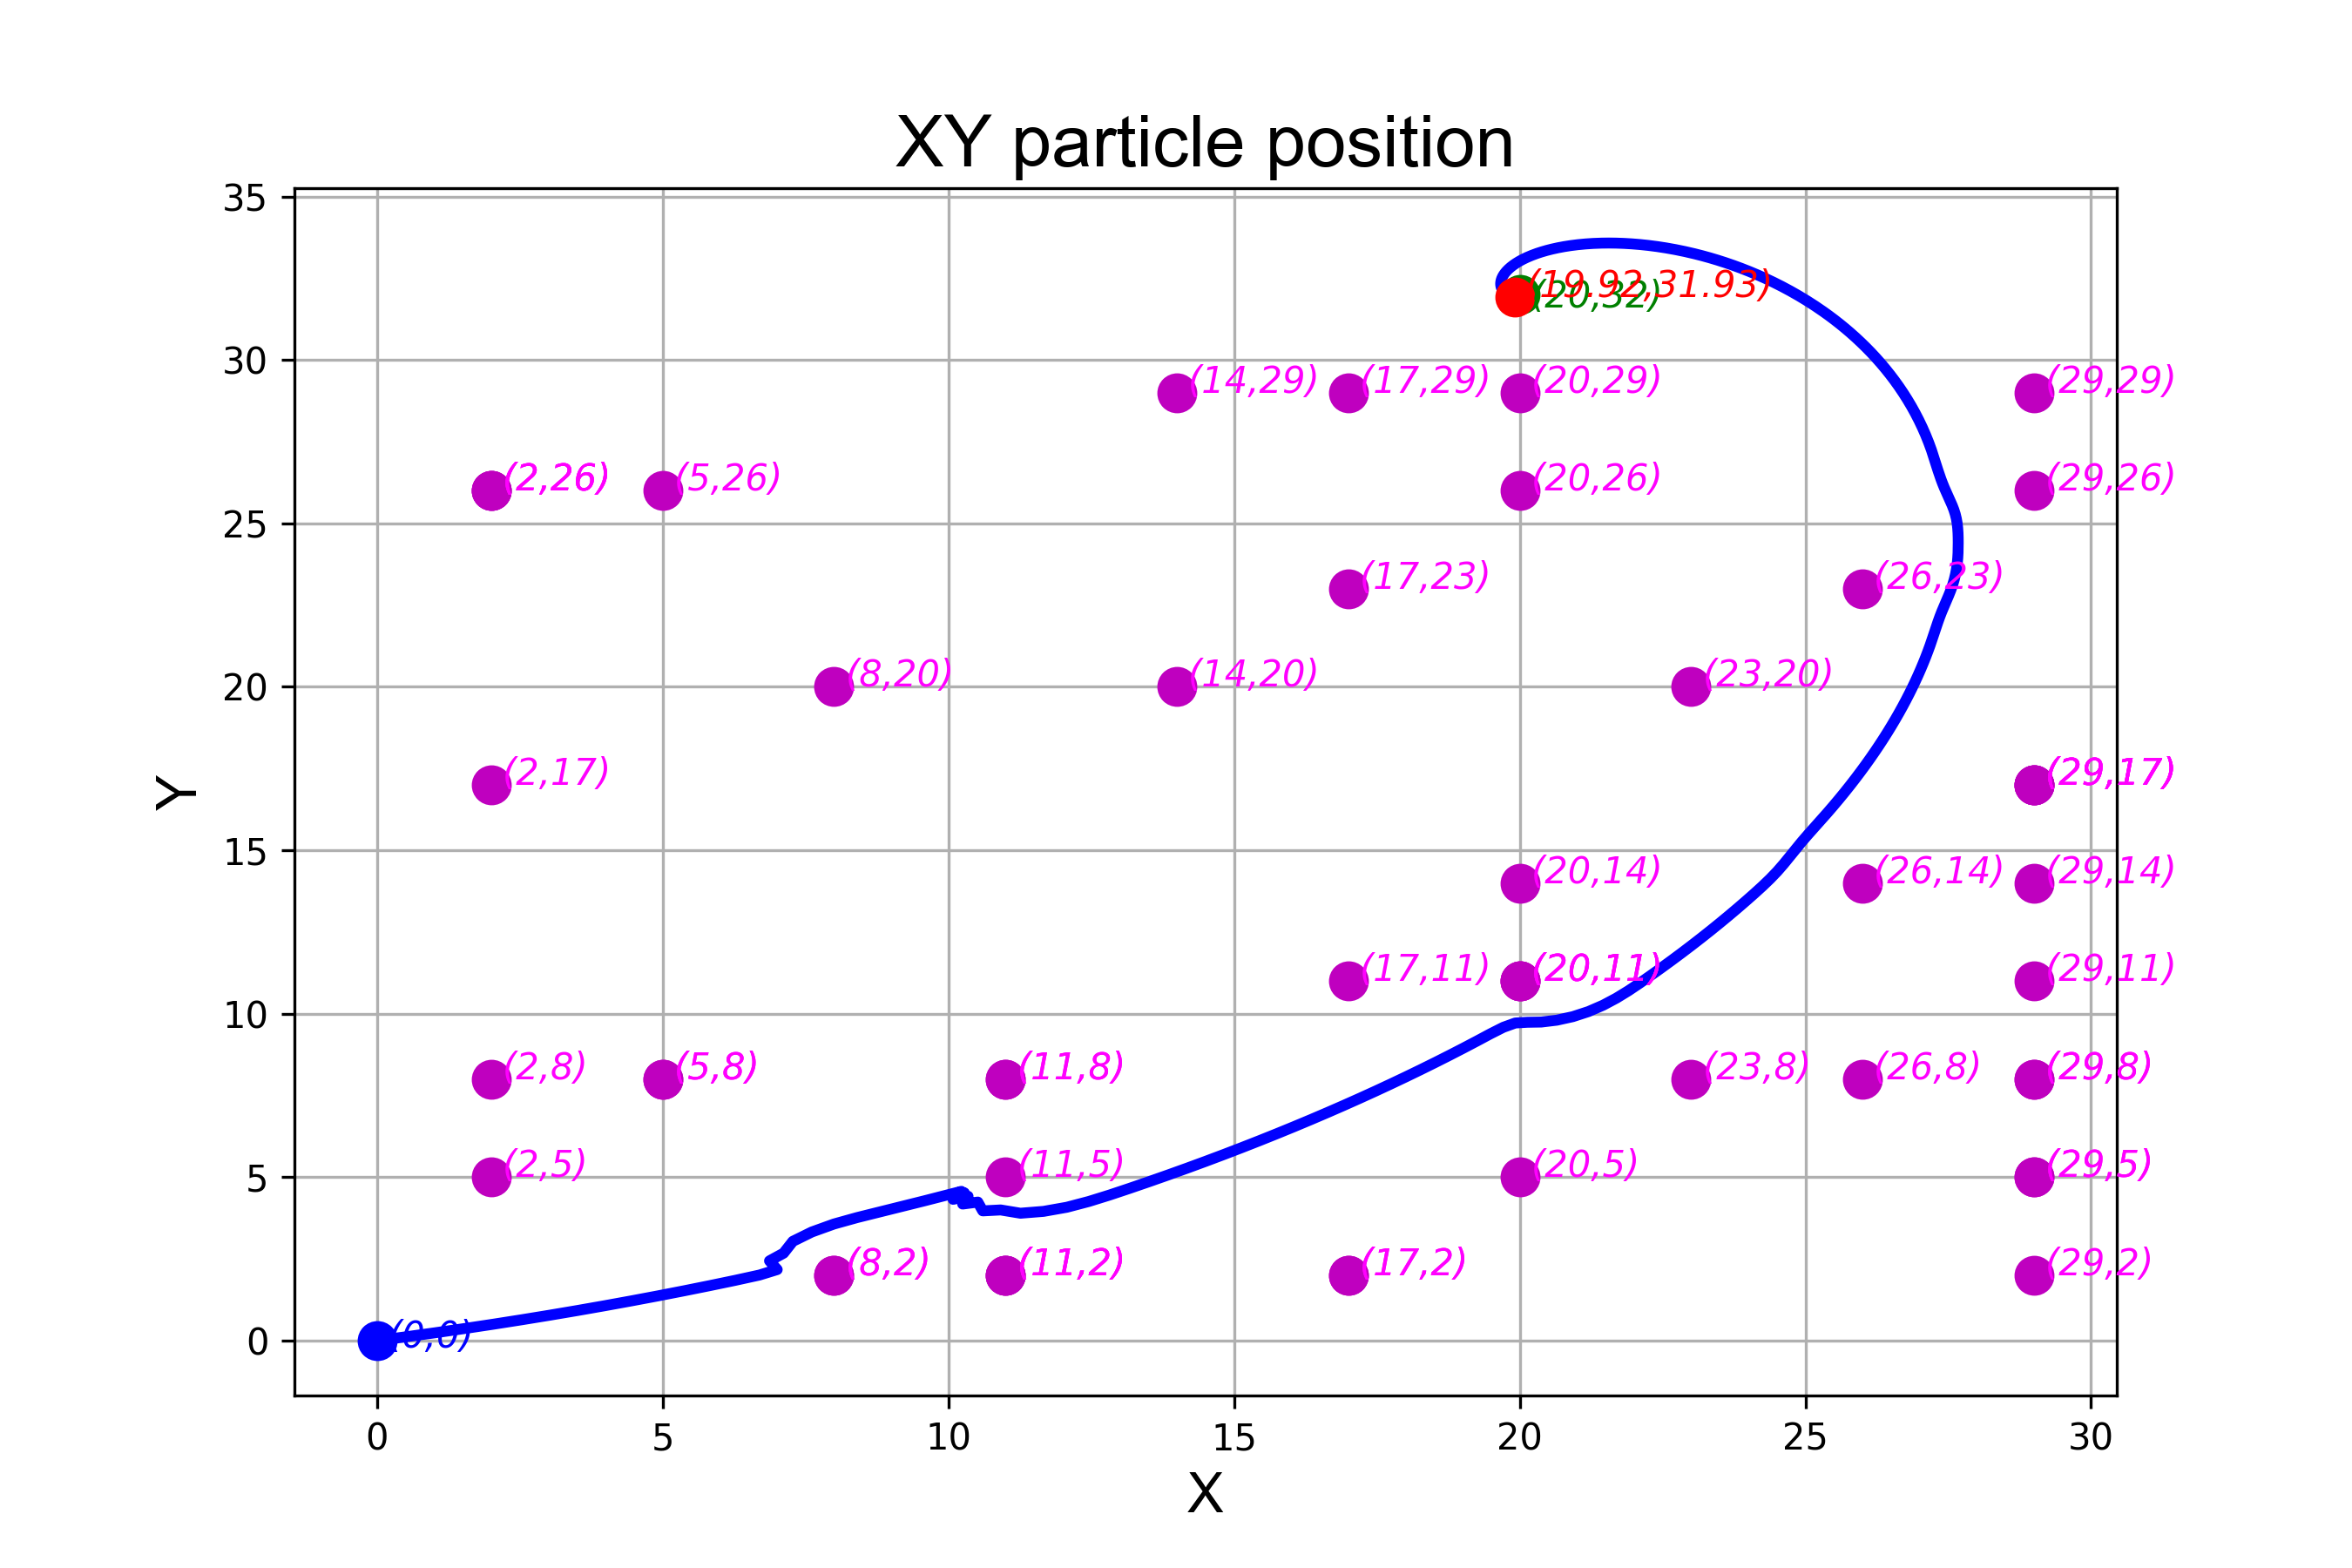 XY particle position
35
(19.92,31.93)
(20,32)
30
(14,29) (17,29) (20,29) (29,29)
(2,26) (5,26) (20,26) (29,26)
25
(17,23) (26,23)
20
(8,20) (14,20) (23,20)
(2,17) (29,17)
15
(20,14) (26,14) (29,14)
(17,11) (20,11) (29,11)
10
(2,8) (5,8) (11,8) (23,8) (26,8) (29,8)
5
(2,5) (11,5) (20,5) (29,5)
(8,2) (11,2) (17,2) (29,2)
0
(0,0)
Y
0 5 10 15 20 25 30
X